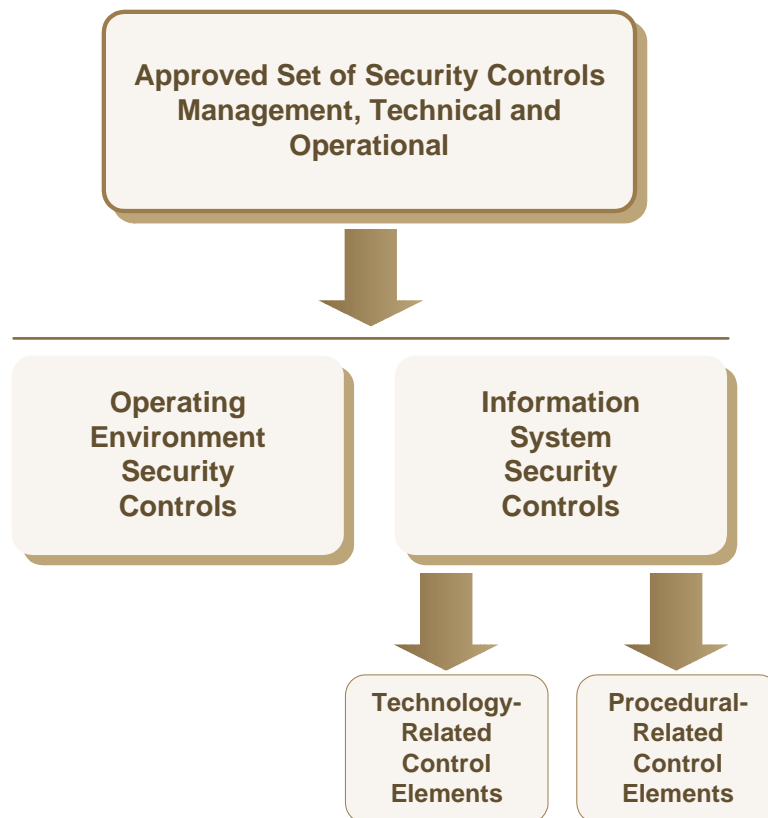 Approved Set of Security Controls
Management, Technical and
Operational
Operating
Environment
Security
Controls
Information
System
Security
Controls
Technology-
Related
Control
Elements
Procedural-
Related
Control
Elements